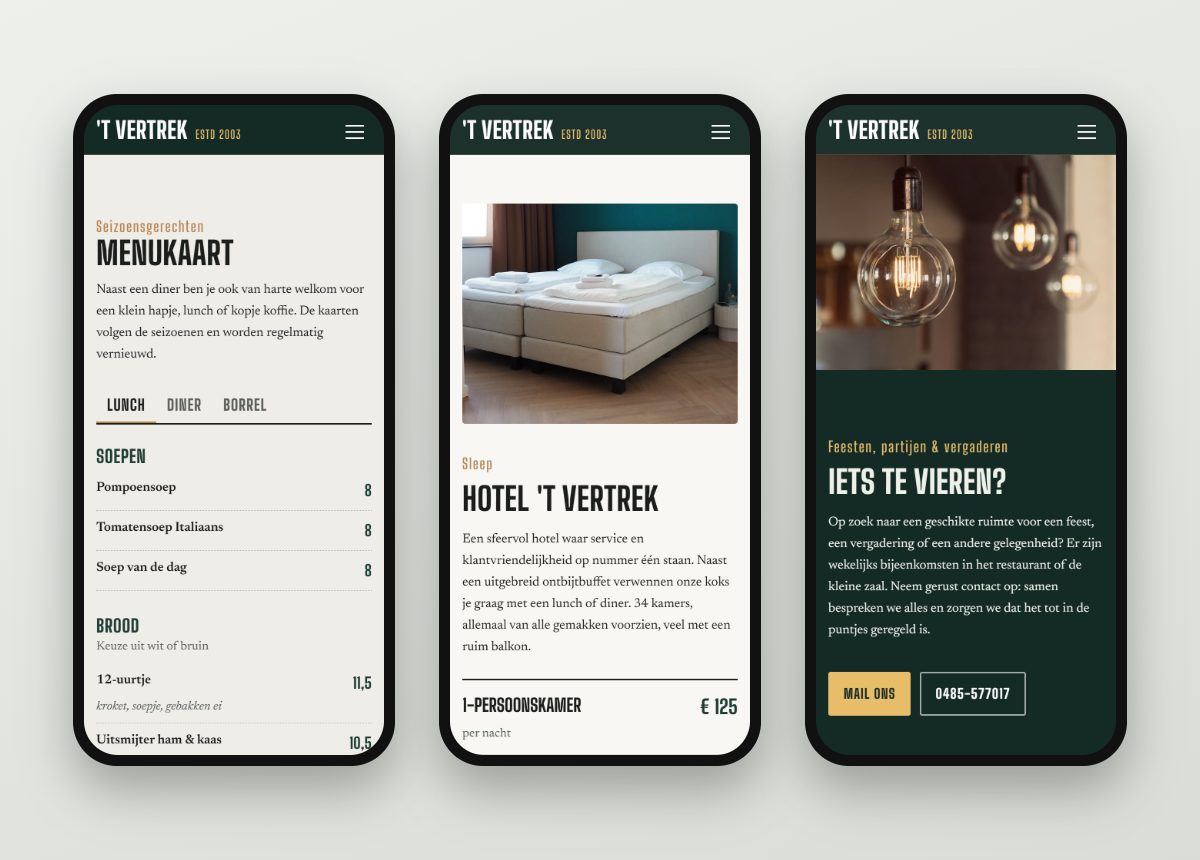 'T VERTREK ESTD 2003
Seizoensgerechten
MENUKAART
Naast een diner ben je ook van harte welkom voor
een klein hapje, lunch of kopje koffie. De kaarten
volgen de seizoenen en worden regelmatig
vernieuwd.
LUNCH DINER BORREL
SOEPEN
Pompoensoep 8
Tomatensoep Italiaans 8
Soep van de dag 8
BROOD
Keuze uit wit of bruin
12-uurtje 11,5
kroket, soepje, gebakken ei
Uitsmijter ham & kaas 10,5
'T VERTREK ESTD 2003
Sleep
HOTEL 'T VERTREK
Een sfeervol hotel waar service en
klantvriendelijkheid op nummer één staan. Naast
een uitgebreid ontbijtbuffet verwennen onze koks
je graag met een lunch of diner. 34 kamers,
allemaal van alle gemakken voorzien, veel met een
ruim balkon.
1-PERSOONSKAMER € 125
per nacht
'T VERTREK ESTD 2003
Feesten, partijen & vergaderen
IETS TE VIEREN?
Op zoek naar een geschikte ruimte voor een feest,
een vergadering of een andere gelegenheid? Er zijn
wekelijks bijeenkomsten in het restaurant of de
kleine zaal. Neem gerust contact op: samen
bespreken we alles en zorgen we dat het tot in de
puntjes geregeld is.
MAIL ONS 0485-577017